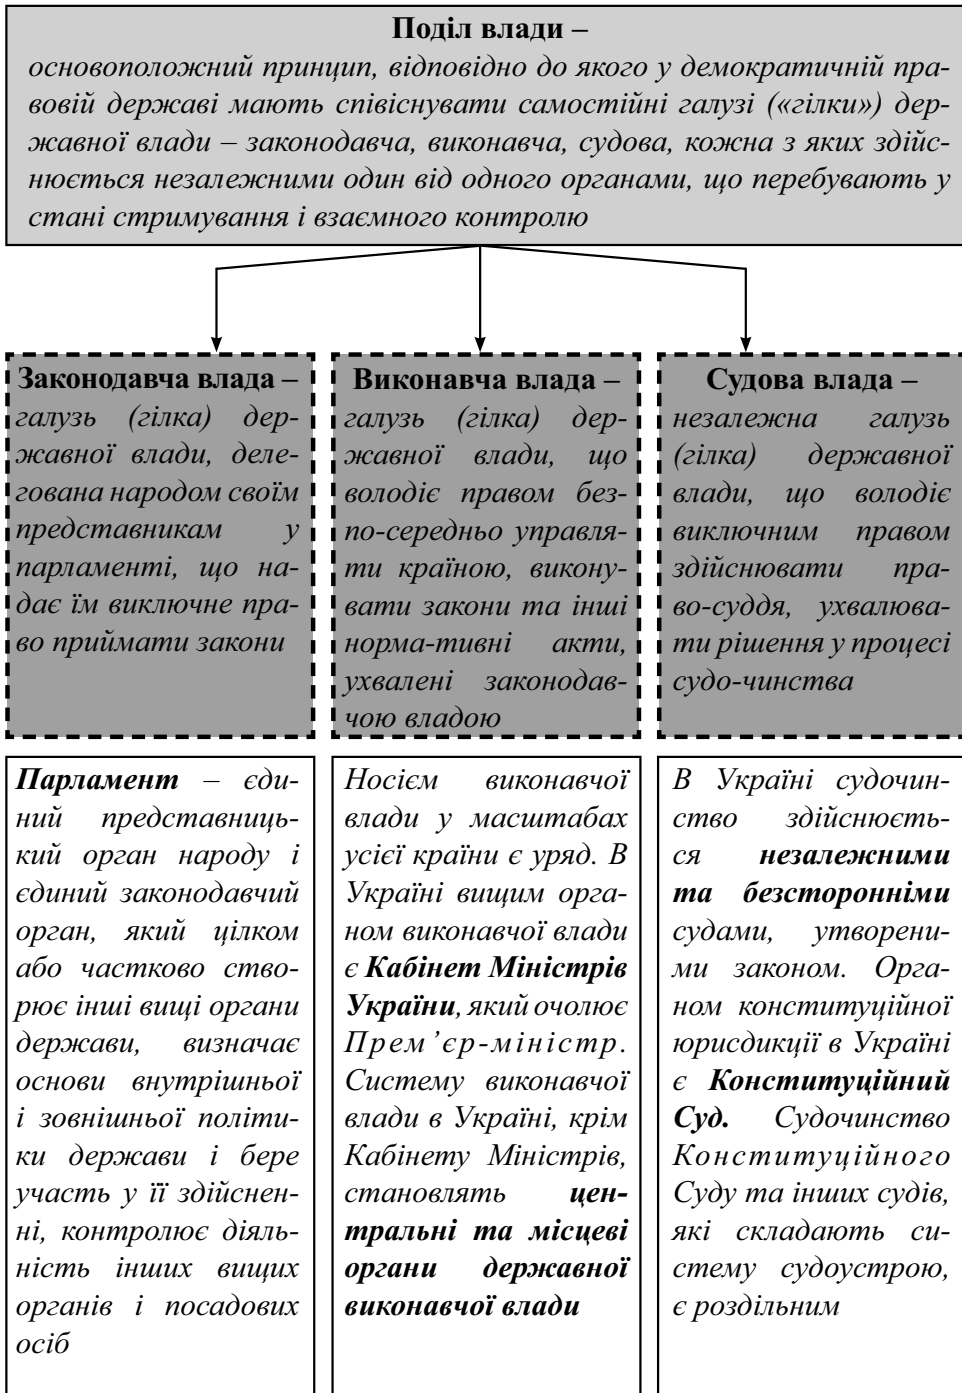 Поділ влади –
основоположний принцип, відповідно до якого у демократичній пра-
вовій державі мають співіснувати самостійні галузі («гілки») дер-
жавної влади – законодавча, виконавча, судова, кожна з яких здійс-
нюється незалежними один від одного органами, що перебувають у
стані стримування і взаємного контролю
Законодавча влада –
галузь (гілка) дер-
жавної влади, деле-
гована народом своїм
представникам у
парламенті, що на-
дає їм виключне пра-
во приймати закони
Виконавча влада –
галузь (гілка) дер-
жавної влади, що
володіє правом без-
по-середньо управля-
ти країною, викону-
вати закони та інші
норма-тивні акти,
ухвалені законодав-
чою владою
Судова влада –
незалежна галузь
(гілка) державної
влади, що володіє
виключним правом
здійснювати пра-
во-суддя, ухвалюва-
ти рішення у процесі
судо-чинства
Парламент – єди-
ний представниць-
кий орган народу і
єдиний законодавчий
орган, який цілком
або частково ство-
рює інші вищі органи
держави, визначає
основи внутрішньої
і зовнішньої політи-
ки держави і бере
участь у її здійснен-
ні, контролює діяль-
ність інших вищих
органів і посадових
осіб
Носієм виконавчої
влади у масштабах
усієї країни є уряд. В
Україні вищим орга-
ном виконавчої влади
є Кабінет Міністрів
України, який очолює
Прем’єр-міністр.
Систему виконавчої
влади в Україні, крім
Кабінету Міністрів,
становлять цен-
тральні та місцеві
органи державної
виконавчої влади
В Україні судочин-
ство здійснюєть-
ся незалежними
та безсторонніми
судами, утворени-
ми законом. Орга-
ном конституційної
юрисдикції в Україні
є Конституційний
Суд. Судочинство
Конституційного
Суду та інших судів,
які складають си-
стему судоустрою,
є роздільним